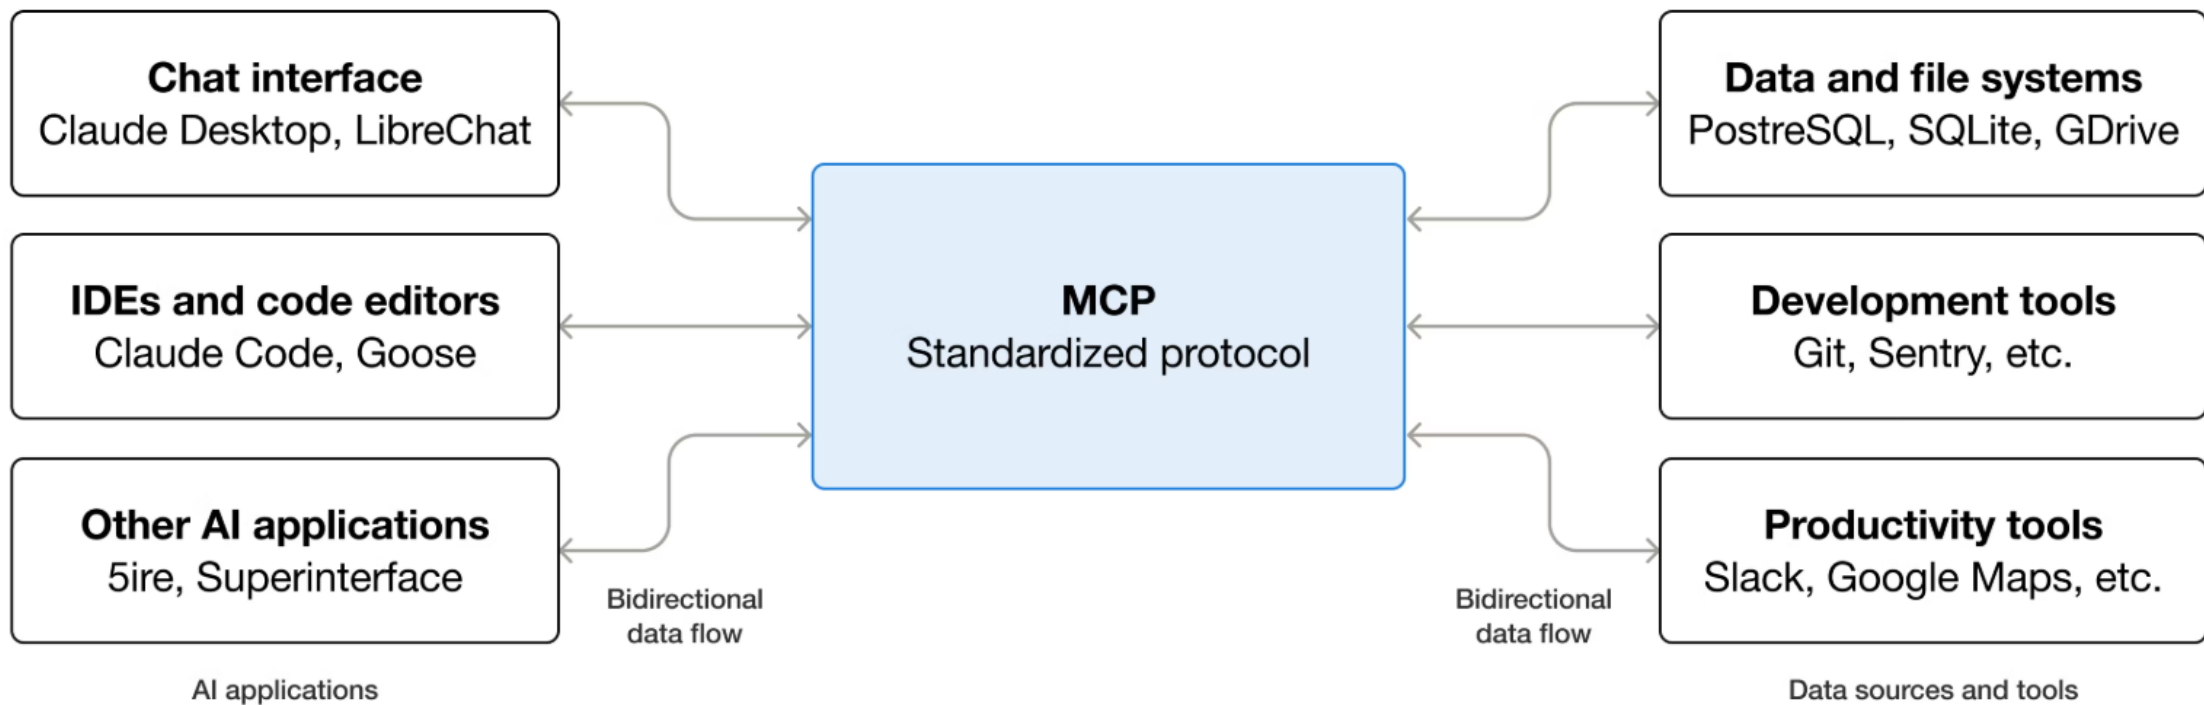 Chat interface
Claude Desktop, LibreChat
IDEs and code editors
Claude Code, Goose
Other AI applications
5ire, Superinterface
AI applications
Bidirectional
data flow
MCP
Standardized protocol
Bidirectional
data flow
Data and file systems
PostreSQL, SQLite, GDrive
Development tools
Git, Sentry, etc.
Productivity tools
Slack, Google Maps, etc.
Data sources and tools